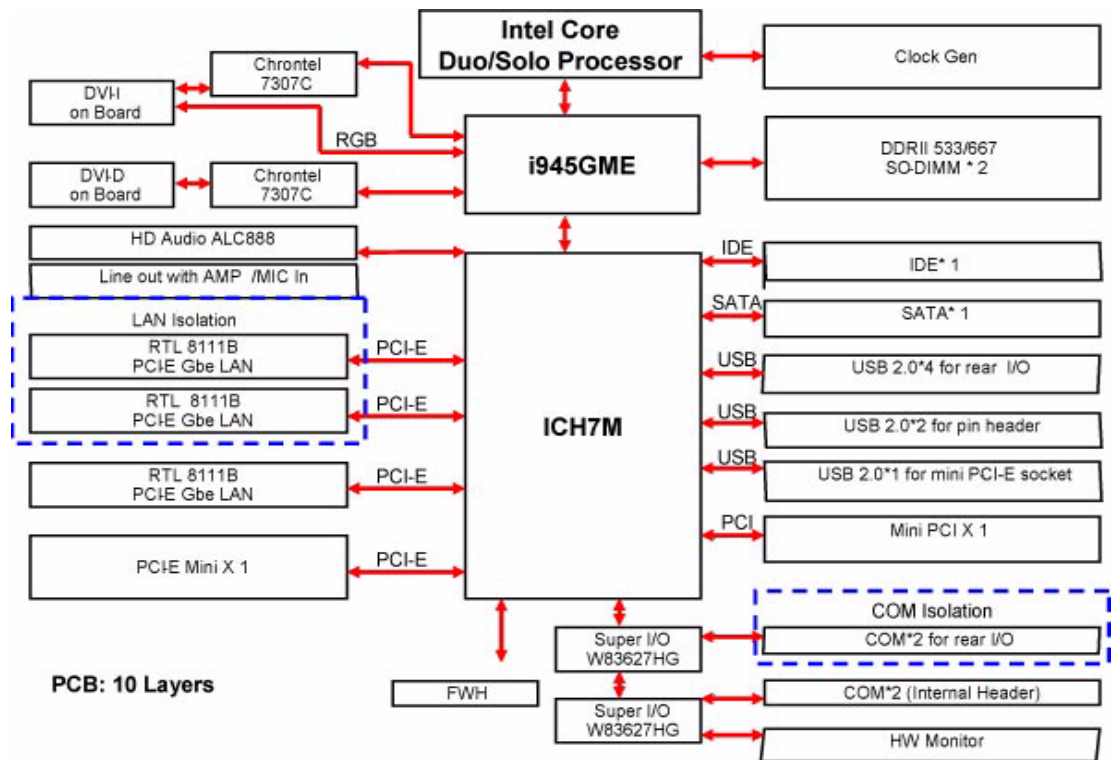 Intel Core
Duo/Solo Processor
Clock Gen
Chrontel
7307C
DVI-I
on Board
RGB
i945GME
DDRII 533/667
SO-DIMM * 2
DVI-D
on Board
Chrontel
7307C
HD Audio ALC888
Line out with AMP /MIC In
LAN Isolation
RTL 8111B
PCI-E Gbe LAN
PCI-E
RTL 8111B
PCI-E Gbe LAN
PCI-E
RTL 8111B
PCI-E Gbe LAN
PCI-E
PCI-E Mini X 1
PCI-E
ICH7M
IDE
IDE* 1
SATA
SATA* 1
USB
USB 2.0*4 for rear I/O
USB
USB 2.0*2 for pin header
USB
USB 2.0*1 for mini PCI-E socket
PCI
Mini PCI X 1
COM Isolation
COM*2 for rear I/O
Super I/O
W83627HG
PCB: 10 Layers
FWH
Super I/O
W83627HG
COM*2 (Internal Header)
HW Monitor